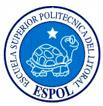 ESCUELA SUPERIOR POLITECNICA DEL LITORAL
ESPOL